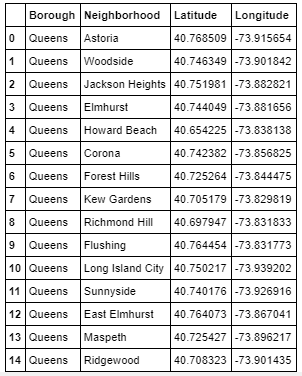 Borough Neighborhood Latitude Longitude
0 Queens Astoria 40.768509 -73.915654
1 Queens Woodside 40.746349 -73.901842
2 Queens Jackson Heights 40.751981 -73.882821
3 Queens Elmhurst 40.744049 -73.881656
4 Queens Howard Beach 40.654225 -73.838138
5 Queens Corona 40.742382 -73.856825
6 Queens Forest Hills 40.725264 -73.844475
7 Queens Kew Gardens 40.705179 -73.829819
8 Queens Richmond Hill 40.697947 -73.831833
9 Queens Flushing 40.764454 -73.831773
10 Queens Long Island City 40.750217 -73.939202
11 Queens Sunnyside 40.740176 -73.926916
12 Queens East Elmhurst 40.764073 -73.867041
13 Queens Maspeth 40.725427 -73.896217
14 Queens Ridgewood 40.708323 -73.901435